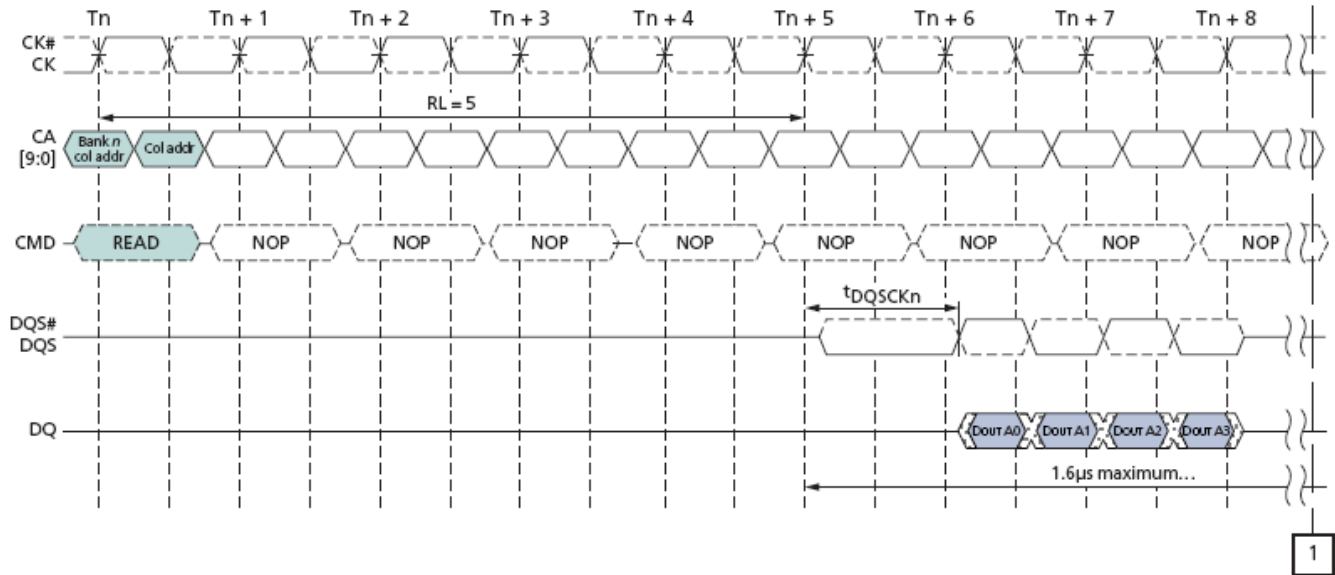 Tn Tn + 1 Tn + 2 Tn + 3 Tn + 4 Tn + 5 Tn + 6 Tn + 7 Tn + 8
CK#
CK
RL = 5
CA
[9:0]
Bank n
col addr
Col addr
CMD READ NOP NOP NOP NOP NOP NOP NOP NOP
tDQSCKn
DQS#
DQS
DQ DOUT A0 DOUT A1 DOUT A2 DOUT A3
1.6µs maximum...
1